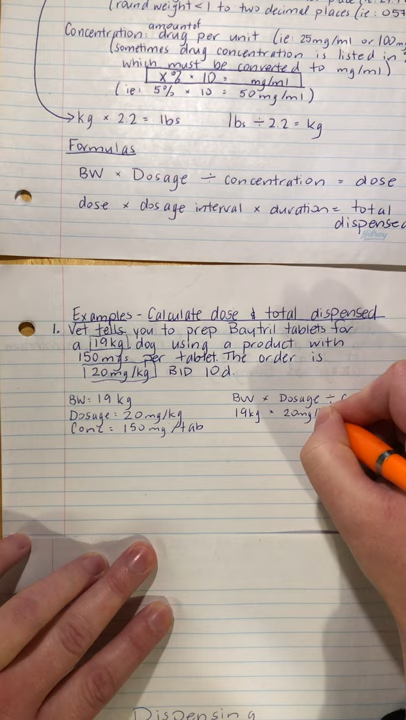 (round weight < 1 to two decimal places (ie: 0.57
amount of
Concentration: drug per unit (ie: 25mg/ml or 100m
(sometimes drug concentration is listed in
which must be converted to mg/ml)
X% · 10 = mg/ml
(ie: 5% × 10 = 50mg/ml)
kg × 2.2 = lbs lbs ÷ 2.2 = kg
Formulas
BW × Dosage ÷ concentration = dose
dose × dosage interval × duration = total
dispensed
Examples - Calculate dose & total dispensed
1. Vet tells you to prep Baytril tablets for
a 19kg dog using a product with
150mgs per tablet. The order is
20mg/kg BID 10d.
BW: 19 kg BW × Dosage ÷ C
Dosage: 20mg/kg 19kg × 20mg/
Conc = 150mg/tab
Dispensing